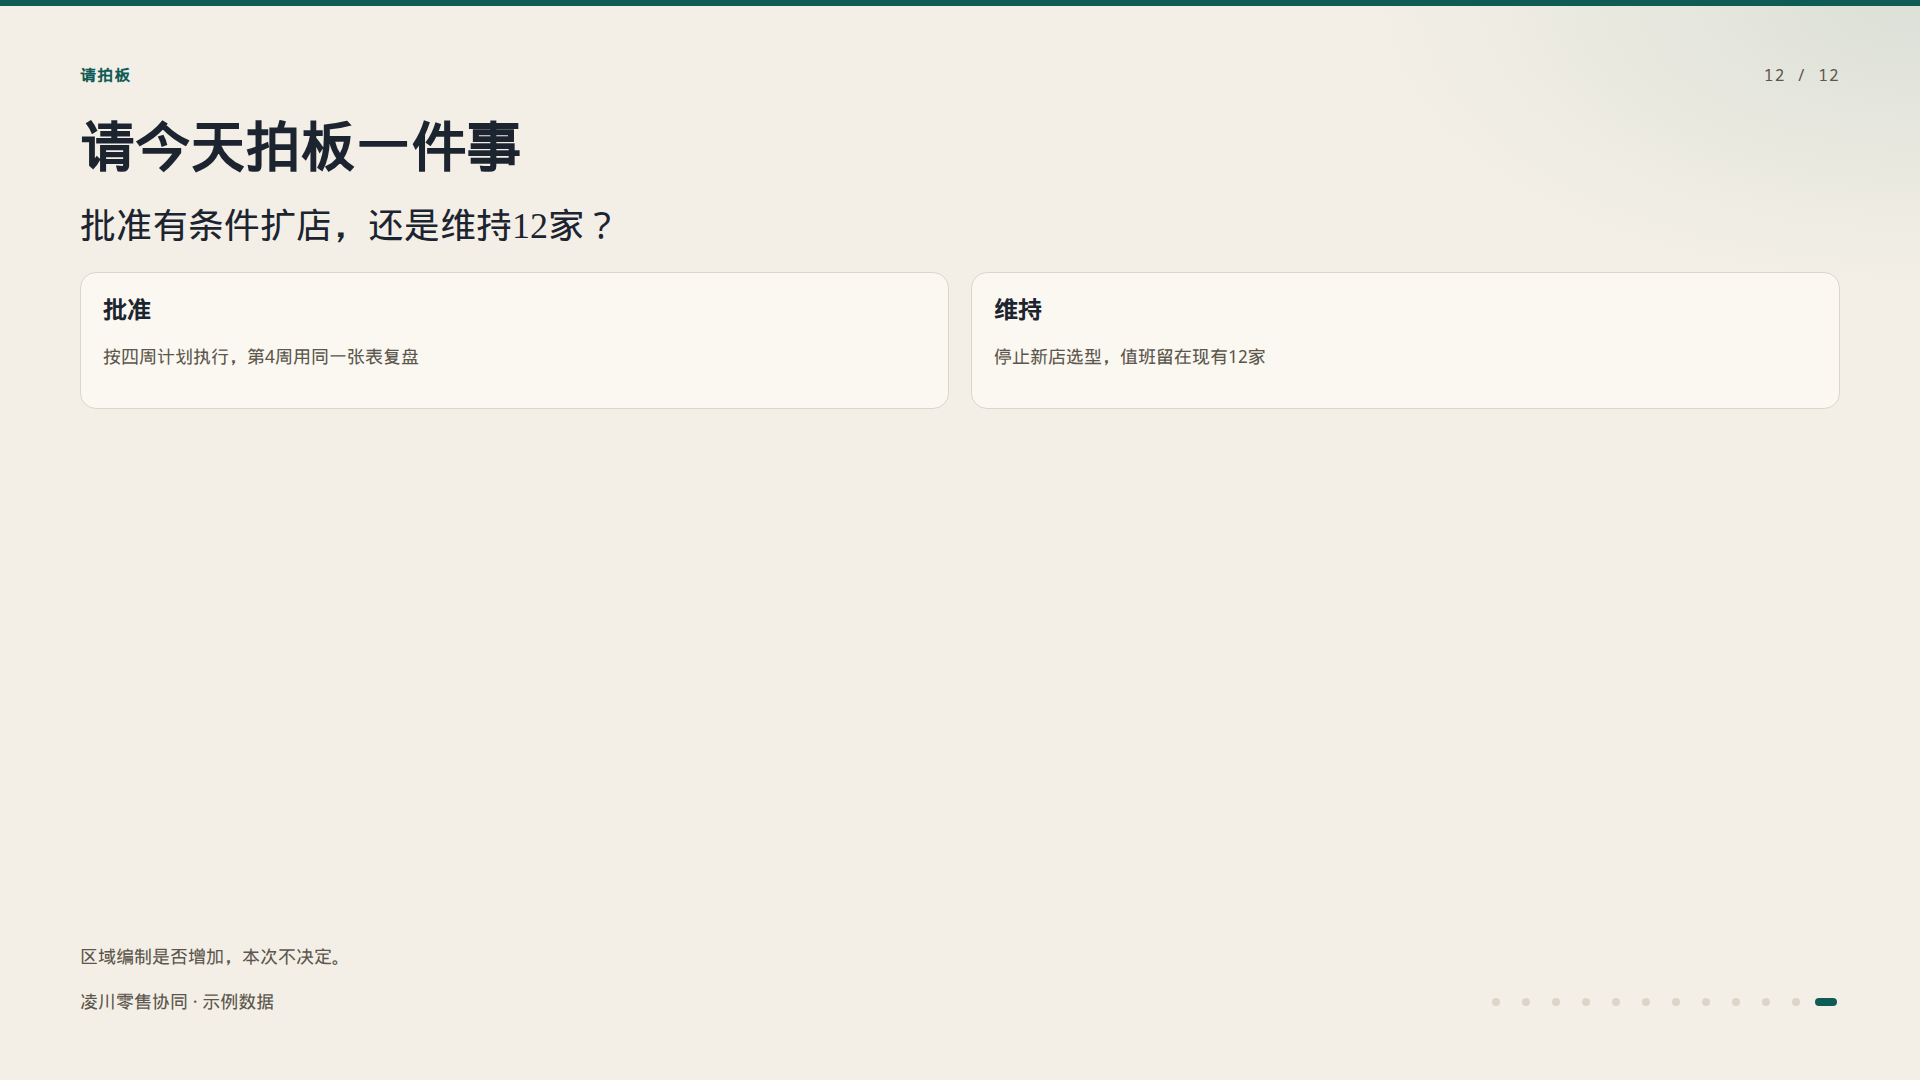 请拍板
12 / 12
请今天拍板一件事
批准有条件扩店，还是维持12家？
批准
按四周计划执行，第4周用同一张表复盘
维持
停止新店选型，值班留在现有12家
区域编制是否增加，本次不决定。
凌川零售协同 · 示例数据